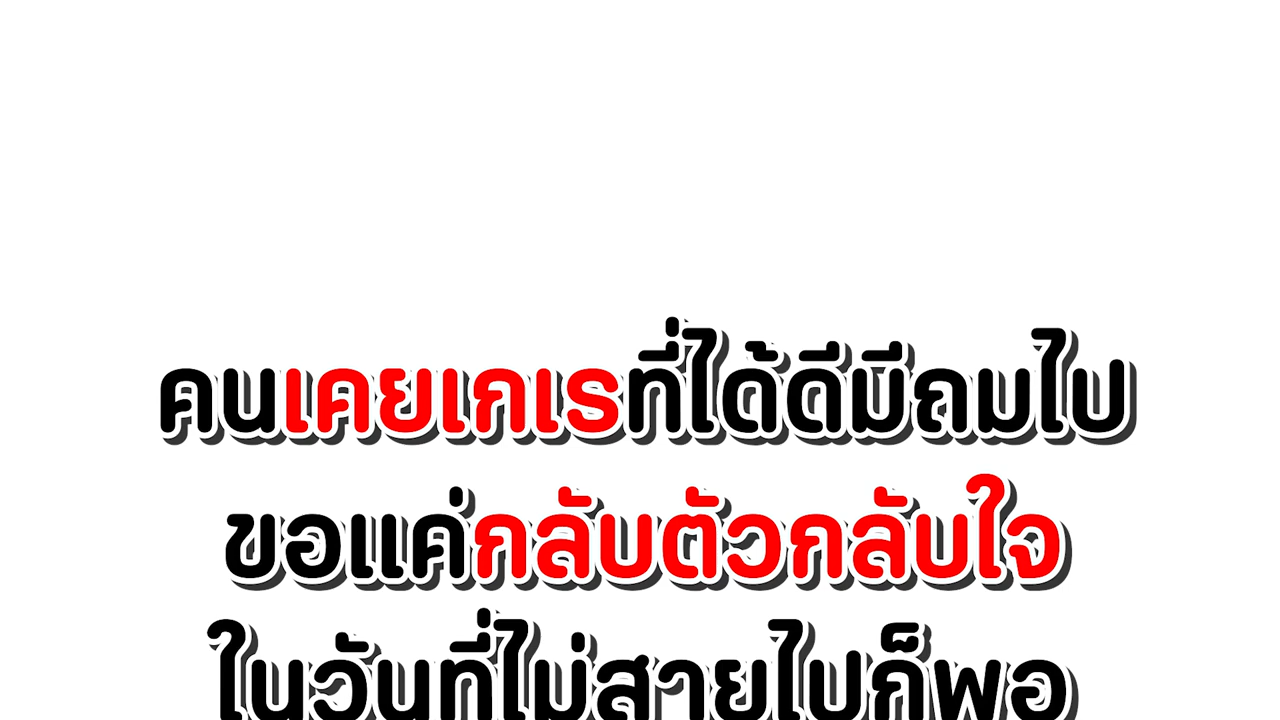 คนเคยเกเรที่ได้ดีมีถมไป
ขอแค่กลับตัวกลับใจ
ในวันที่ไม่สายไปก็พอ